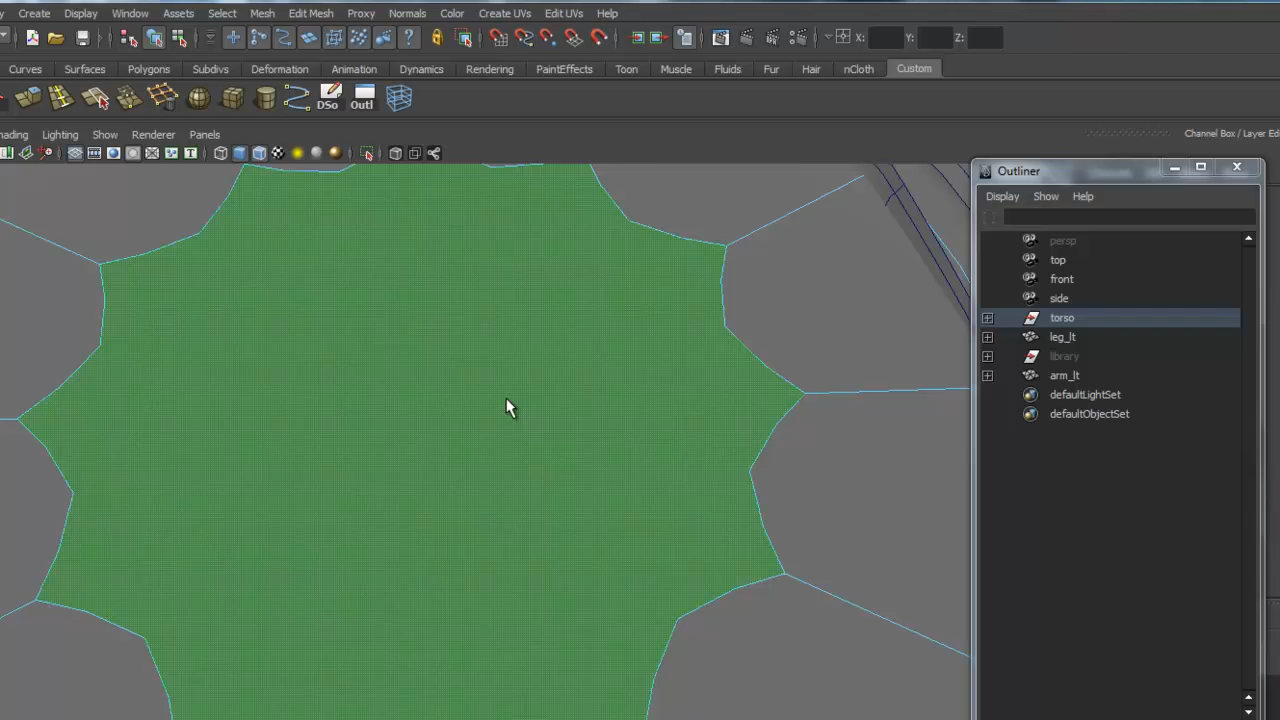 y Create Display Window Assets Select Mesh Edit Mesh Proxy Normals Color Create UVs Edit UVs Help
X: Y: Z:
Curves Surfaces Polygons Subdivs Deformation Animation Dynamics Rendering PaintEffects Toon Muscle Fluids Fur Hair nCloth Custom
DSo Outl
hading Lighting Show Renderer Panels
Channel Box / Layer Ed
Outliner
Display Show Help
persp
top
front
side
torso
leg_lt
library
arm_lt
defaultLightSet
defaultObjectSet